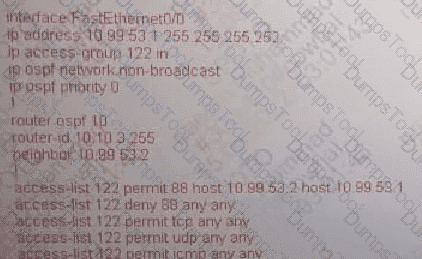 interface FastEthernet0/0
ip address 10.99.53.1 255.255.255.252
ip access-group 122 in
ip ospf network non-broadcast
ip ospf priority 0
!
router ospf 10
router-id 10.10.3.255
neighbor 10.99.53.2
!
access-list 122 permit 88 host 10.99.53.2 host 10.99.53.1
access-list 122 deny 88 any any
access-list 122 permit tcp any any
access-list 122 permit udp any any
access-list 122 permit icmp any any